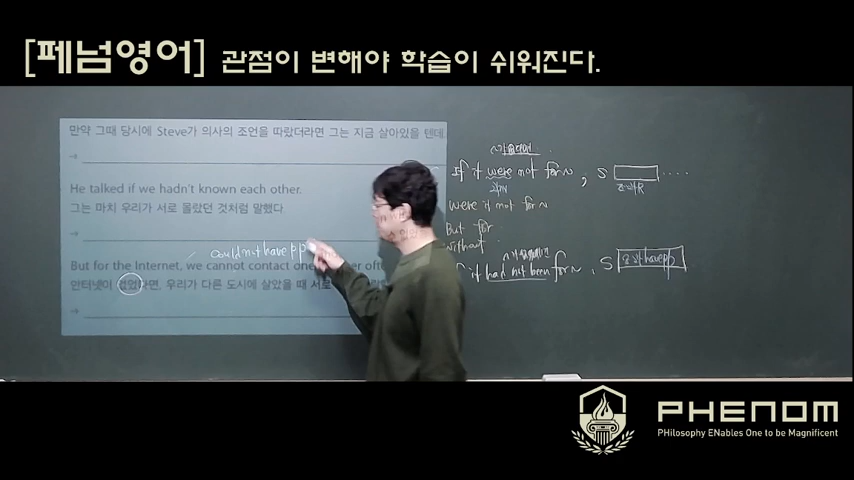 [페넘영어] 관점이 변해야 학습이 쉬워진다.
만약 그때 당시에 Steve가 의사의 조언을 따랐더라면 그는 지금 살아있을 텐데.
→
He talked if we hadn't known each other.
그는 마치 우리가 서로 몰랐던 것처럼 말했다
→
couldn't have p.p
But for the Internet, we cannot contact one
인터넷이 없었다면, 우리가 다른 도시에 살았을 때 서로
→
If it were not for N, S
were it not for N
But for
without
if it had not been for N, S have p.p
PHENOM
PHilosophy ENables One to be Magnificent